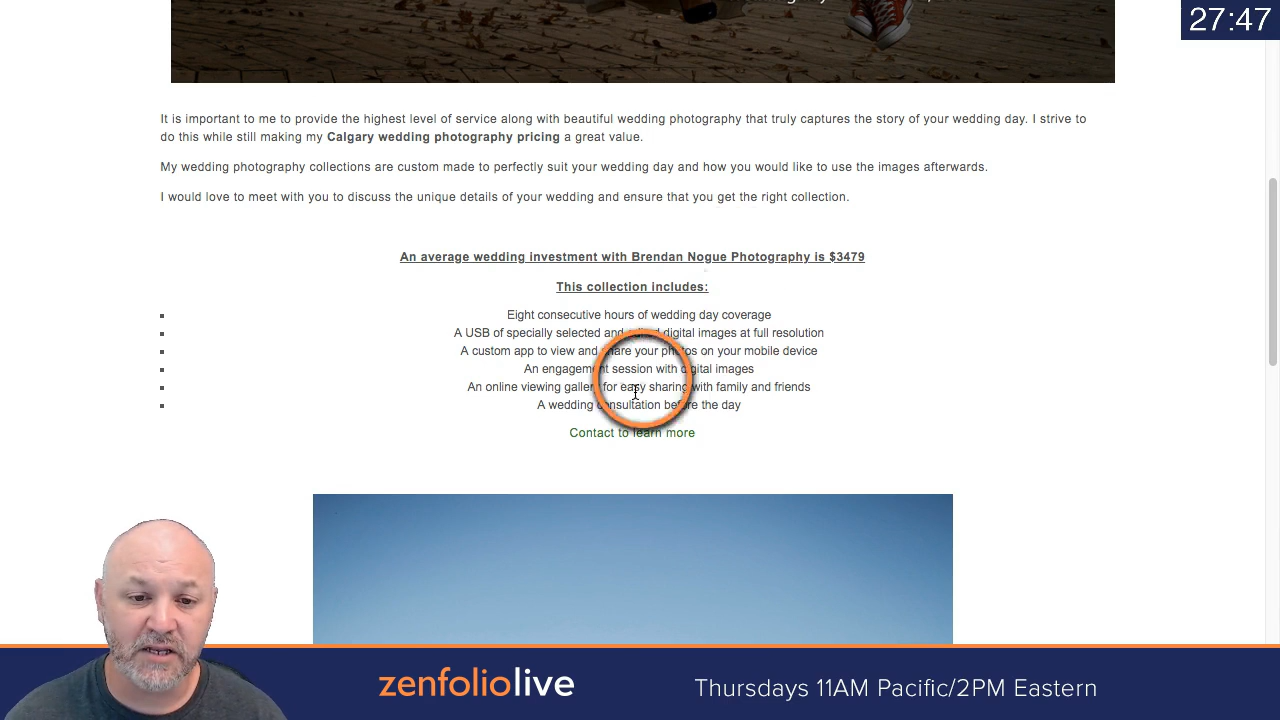 27:47
It is important to me to provide the highest level of service along with beautiful wedding photography that truly captures the story of your wedding day. I strive to
do this while still making my Calgary wedding photography pricing a great value.
My wedding photography collections are custom made to perfectly suit your wedding day and how you would like to use the images afterwards.
I would love to meet with you to discuss the unique details of your wedding and ensure that you get the right collection.
An average wedding investment with Brendan Nogue Photography is $3479
This collection includes:
Eight consecutive hours of wedding day coverage
A USB of specially selected and edited digital images at full resolution
A custom app to view and share your photos on your mobile device
An engagement session with digital images
An online viewing gallery for easy sharing with family and friends
A wedding consultation before the day
Contact to learn more
zenfoliolive
Thursdays 11AM Pacific/2PM Eastern